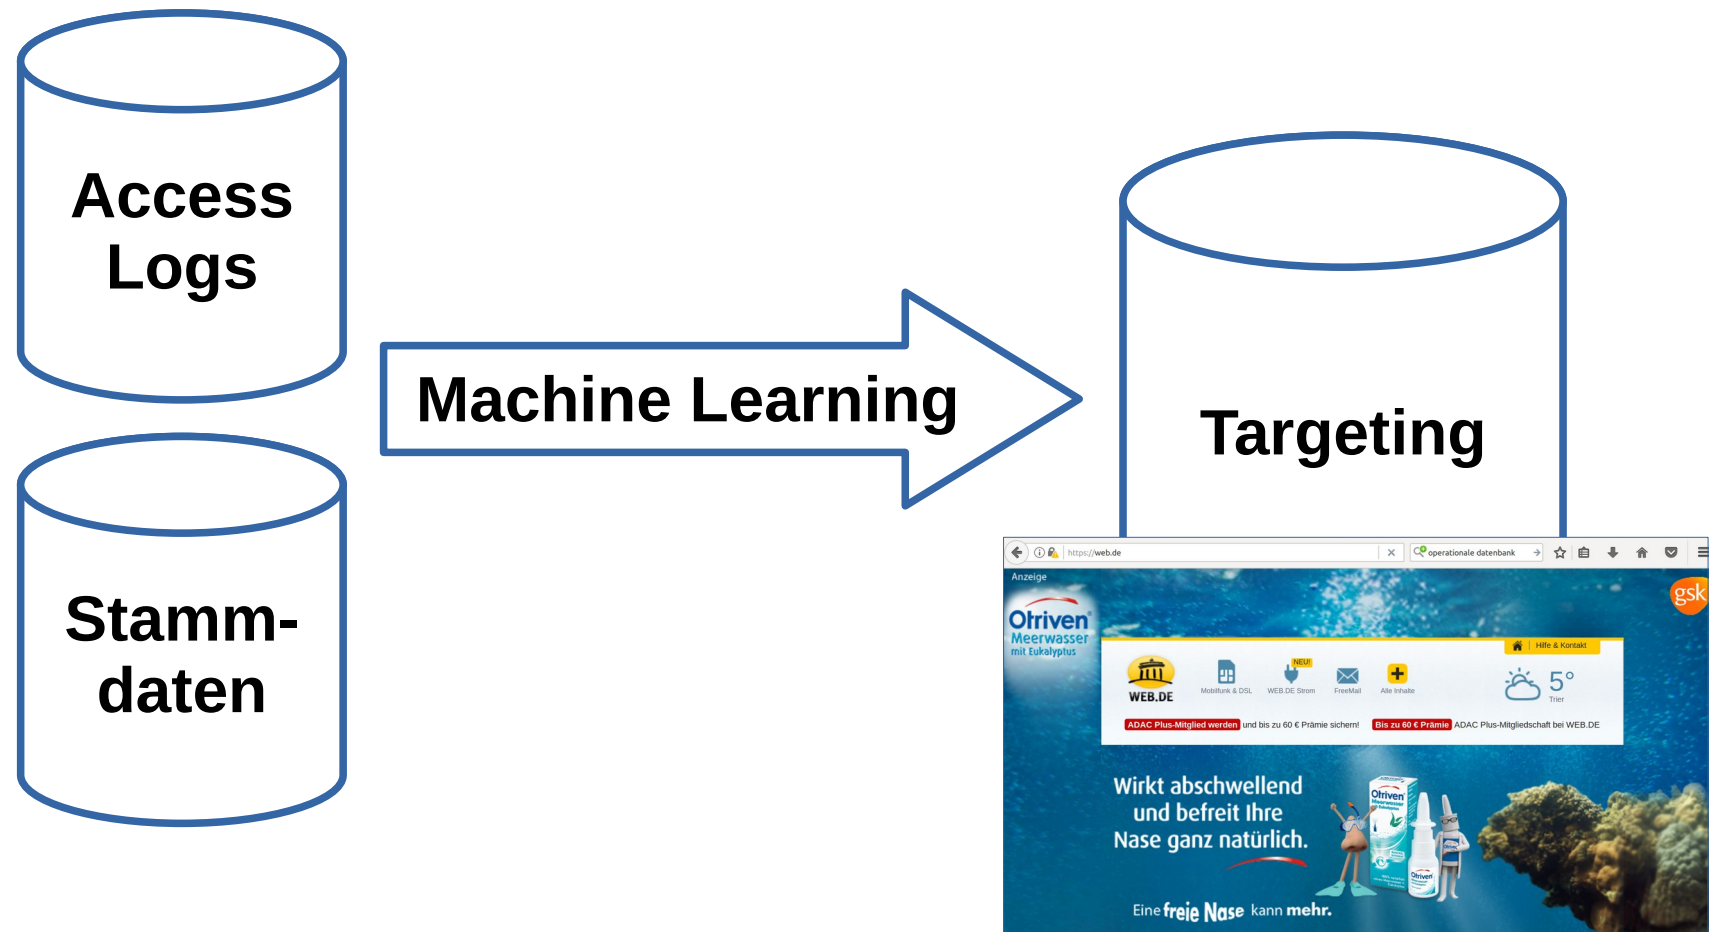 Access
Logs
Stamm-
daten
Machine Learning
Targeting
https://web.de
operationale datenbank
Anzeige
gsk
Otriven
Meerwasser
mit Eukalyptus
Hilfe & Kontakt
NEU!
WEB.DE
Mobilfunk & DSL
WEB.DE Strom
FreeMail
Alle Inhalte
5°
Trier
ADAC Plus-Mitglied werden und bis zu 60 € Prämie sichern! Bis zu 60 € Prämie ADAC Plus-Mitgliedschaft bei WEB.DE
Wirkt abschwellend
und befreit Ihre
Nase ganz natürlich.
Otriven
Meerwasser
Otriven
Eine freie Nase kann mehr.